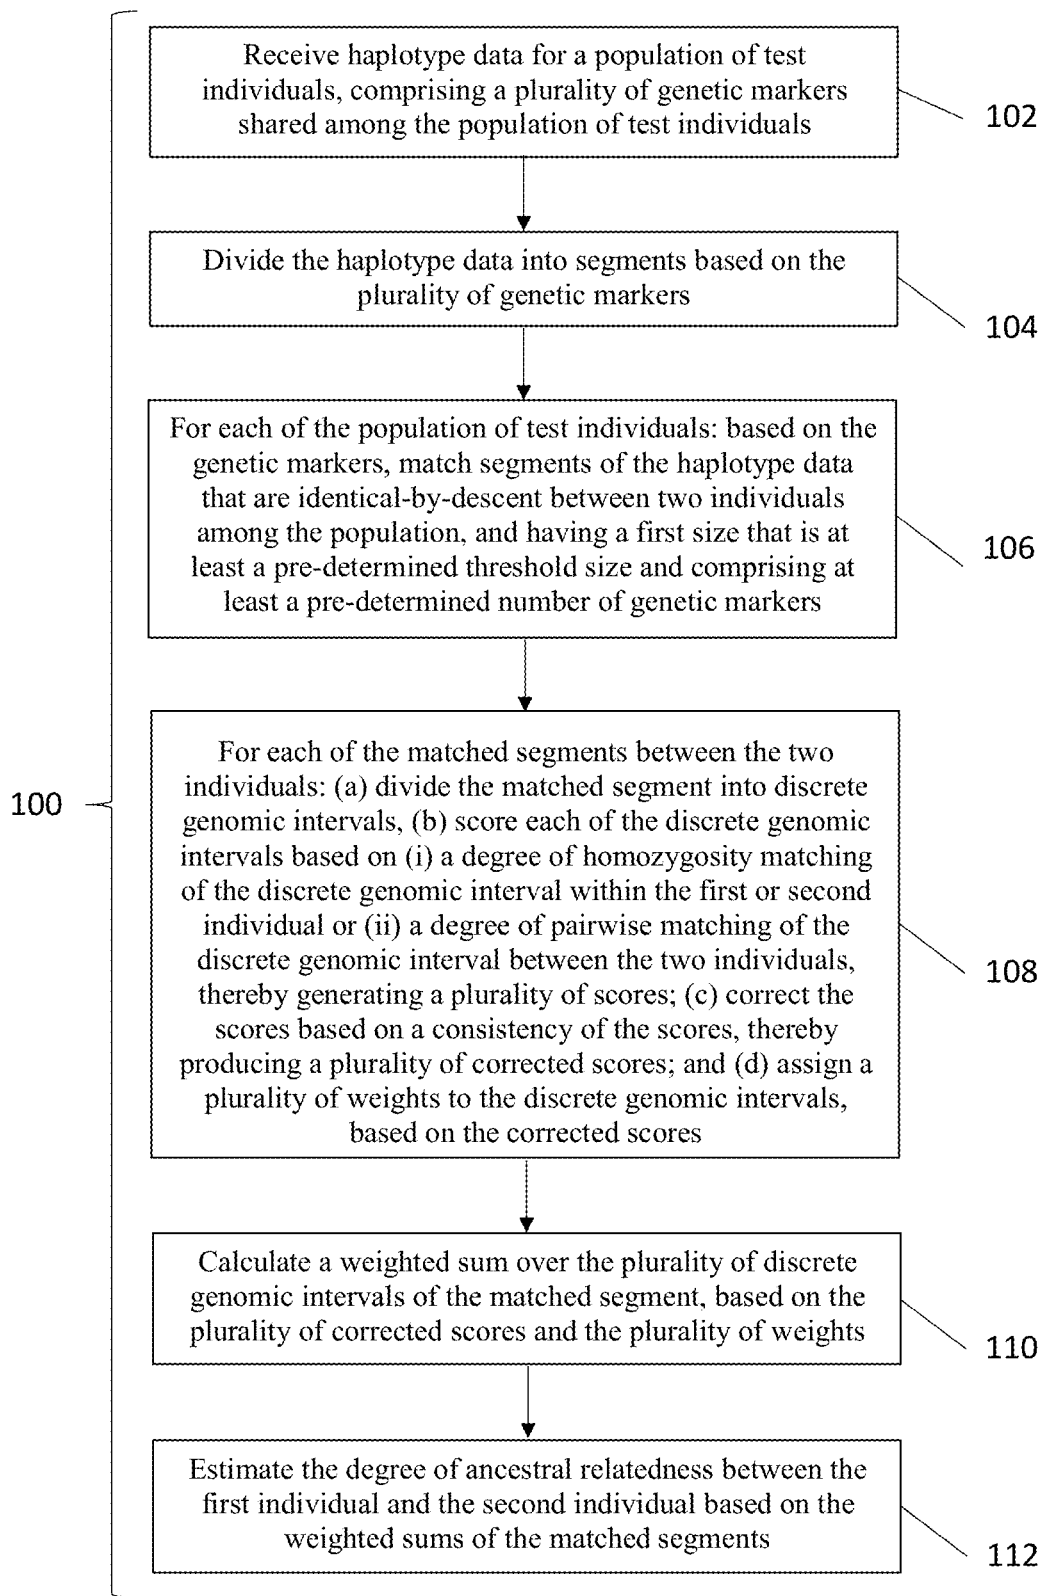 Receive haplotype data for a population of test
individuals, comprising a plurality of genetic markers
shared among the population of test individuals
102
Divide the haplotype data into segments based on the
plurality of genetic markers
104
For each of the population of test individuals: based on the
genetic markers, match segments of the haplotype data
that are identical-by-descent between two individuals
among the population, and having a first size that is at
least a pre-determined threshold size and comprising at
least a pre-determined number of genetic markers
106
100
For each of the matched segments between the two
individuals: (a) divide the matched segment into discrete
genomic intervals, (b) score each of the discrete genomic
intervals based on (i) a degree of homozygosity matching
of the discrete genomic interval within the first or second
individual or (ii) a degree of pairwise matching of the
discrete genomic interval between the two individuals,
thereby generating a plurality of scores; (c) correct the
scores based on a consistency of the scores, thereby
producing a plurality of corrected scores; and (d) assign a
plurality of weights to the discrete genomic intervals,
based on the corrected scores
108
Calculate a weighted sum over the plurality of discrete
genomic intervals of the matched segment, based on the
plurality of corrected scores and the plurality of weights
110
Estimate the degree of ancestral relatedness between the
first individual and the second individual based on the
weighted sums of the matched segments
112